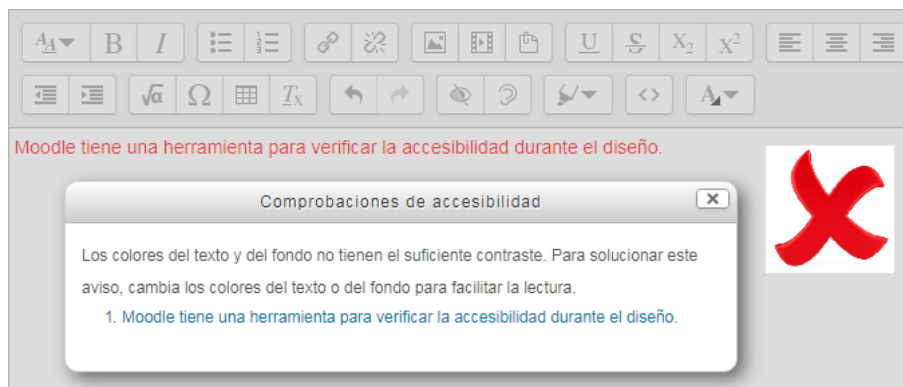 Moodle tiene una herramienta para verificar la accesibilidad durante el diseño.
Comprobaciones de accesibilidad
Los colores del texto y del fondo no tienen el suficiente contraste. Para solucionar este
aviso, cambia los colores del texto o del fondo para facilitar la lectura.
1. Moodle tiene una herramienta para verificar la accesibilidad durante el diseño.